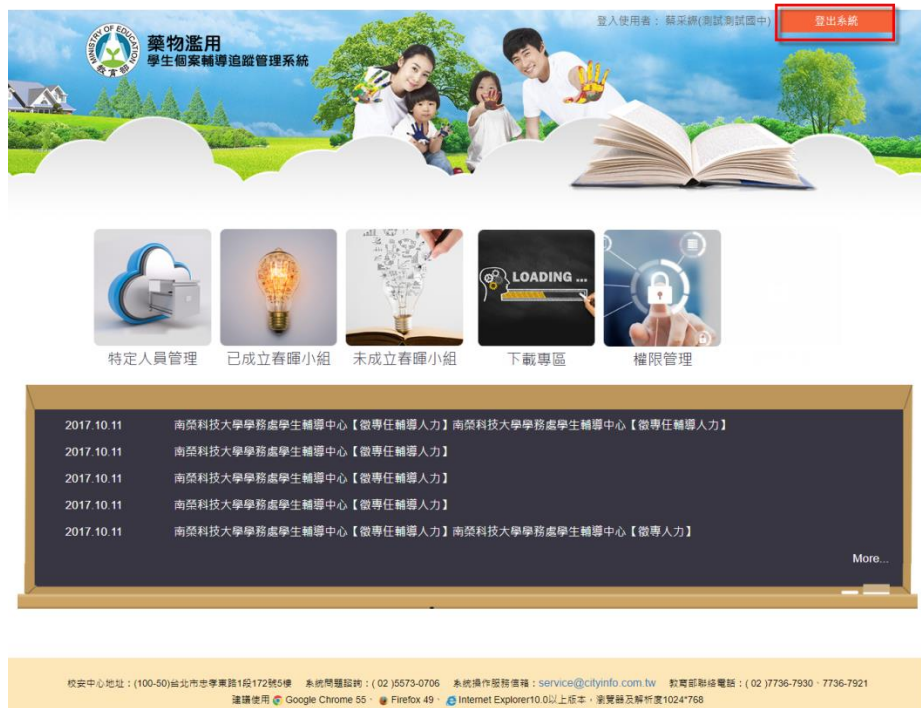 登入使用者： 蔡采錦(測試測試國中)
登出系統
MINISTRY OF EDUCATION
教育部
藥物濫用
學生個案輔導追蹤管理系統
LOADING ...
特定人員管理 已成立春暉小組 未成立春暉小組 下載專區 權限管理
2017.10.11 南榮科技大學學務處學生輔導中心【徵專任輔導人力】南榮科技大學學務處學生輔導中心【徵專任輔導人力】
2017.10.11 南榮科技大學學務處學生輔導中心【徵專任輔導人力】
2017.10.11 南榮科技大學學務處學生輔導中心【徵專任輔導人力】
2017.10.11 南榮科技大學學務處學生輔導中心【徵專任輔導人力】
2017.10.11 南榮科技大學學務處學生輔導中心【徵專任輔導人力】南榮科技大學學務處學生輔導中心【徵專人力】
More...
校安中心地址：(100-50)台北市忠孝東路1段172號5樓 系統問題諮詢：( 02 )5573-0706 系統操作服務信箱：service@cityinfo.com.tw 教育部聯絡電話：( 02 )7736-7930、7736-7921
建議使用 Google Chrome 55、 Firefox 49、 Internet Explorer10.0以上版本，瀏覽器及解析度1024*768